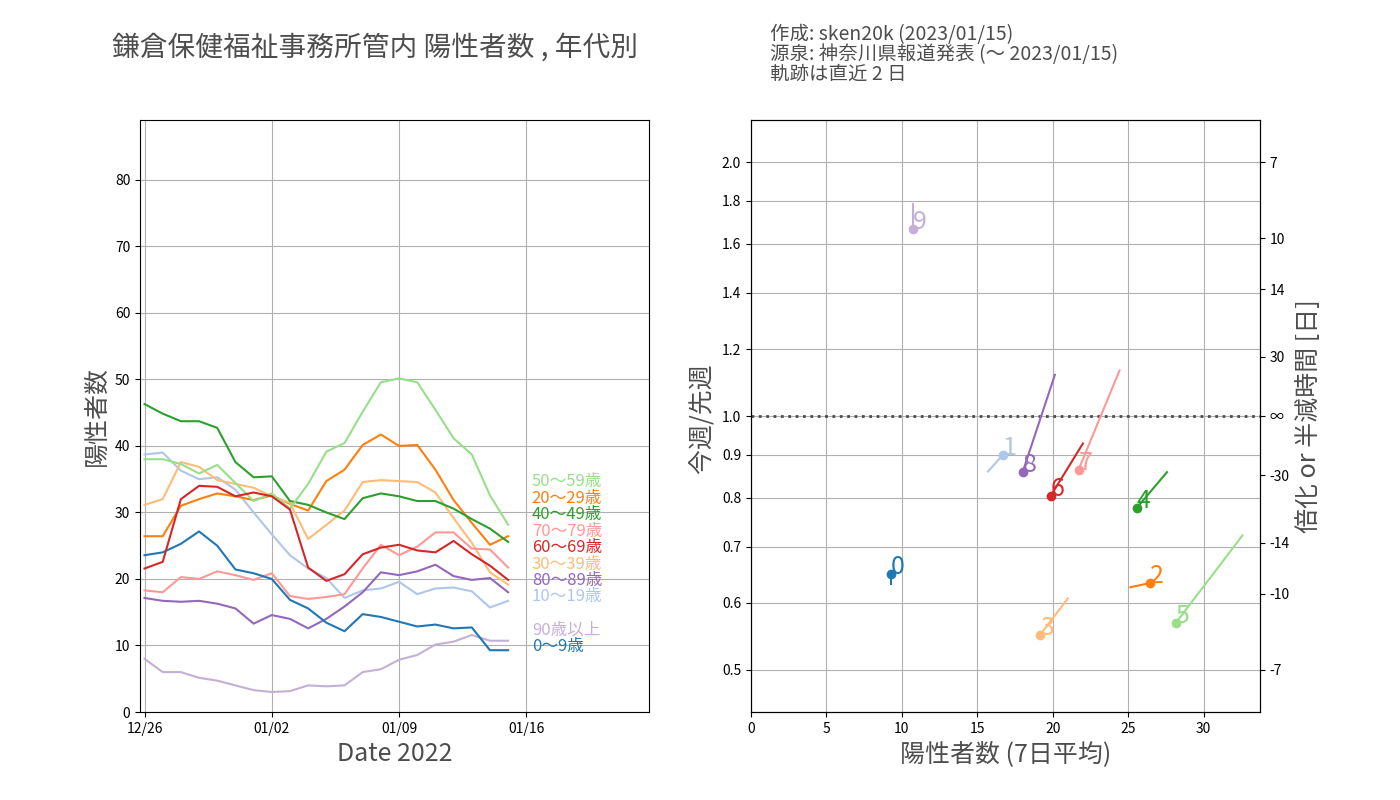 鎌倉保健福祉事務所管内 陽性者数 , 年代別
作成: sken20k (2023/01/15)
源泉: 神奈川県報道発表 (～ 2023/01/15)
軌跡は直近 2 日
陽性者数
80
70
60
50
40
30
20
10
0
12/26
01/02
01/09
01/16
Date 2022
50～59歳
20～29歳
40～49歳
70～79歳
60～69歳
30～39歳
80～89歳
10～19歳
90歳以上
0～9歳
今週/先週
2.0
1.8
1.6
1.4
1.2
1.0
0.9
0.8
0.7
0.6
0.5
9
1
8
7
6
4
0
2
5
3
0
5
10
15
20
25
30
陽性者数 (7日平均)
7
10
14
30
∞
-30
-14
-10
-7
倍化 or 半減時間 [日]